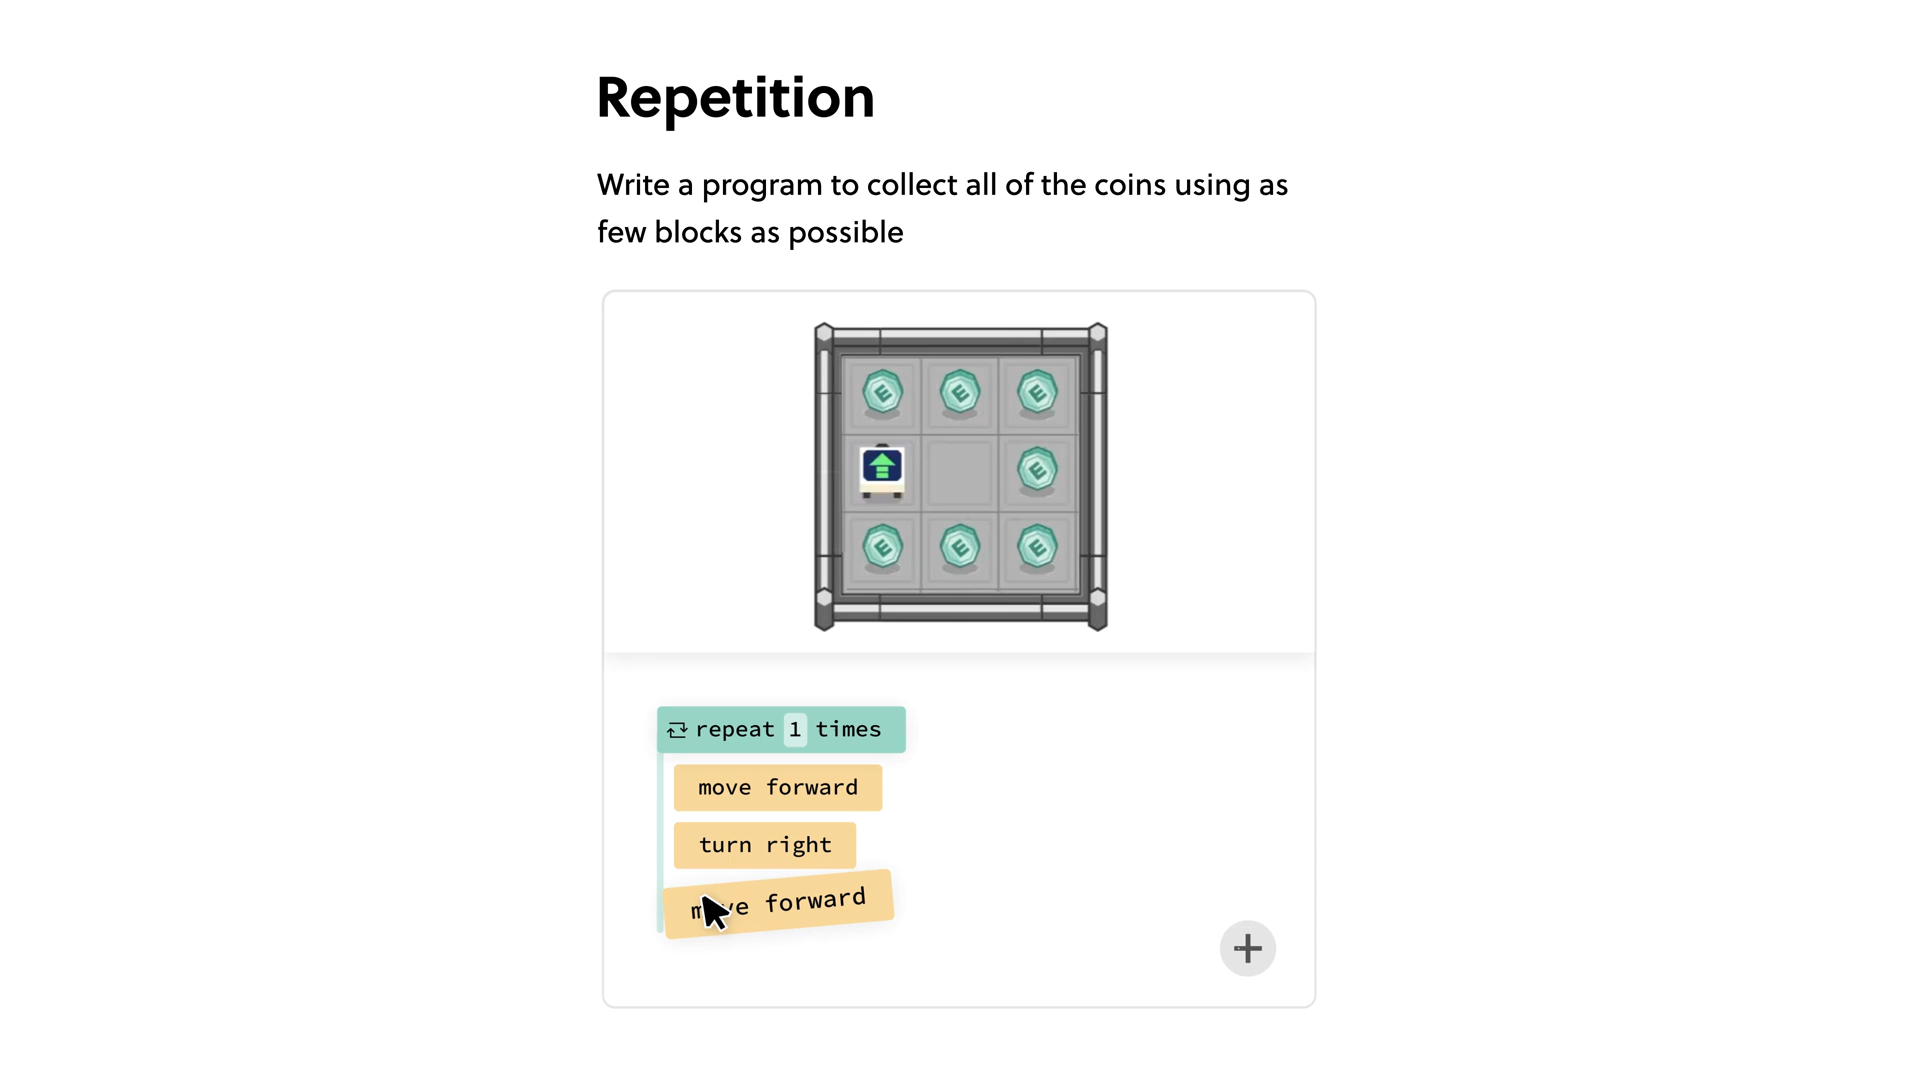 Repetition
Write a program to collect all of the coins using as
few blocks as possible
E E E
E
E E E
repeat 1 times
move forward
turn right
move forward